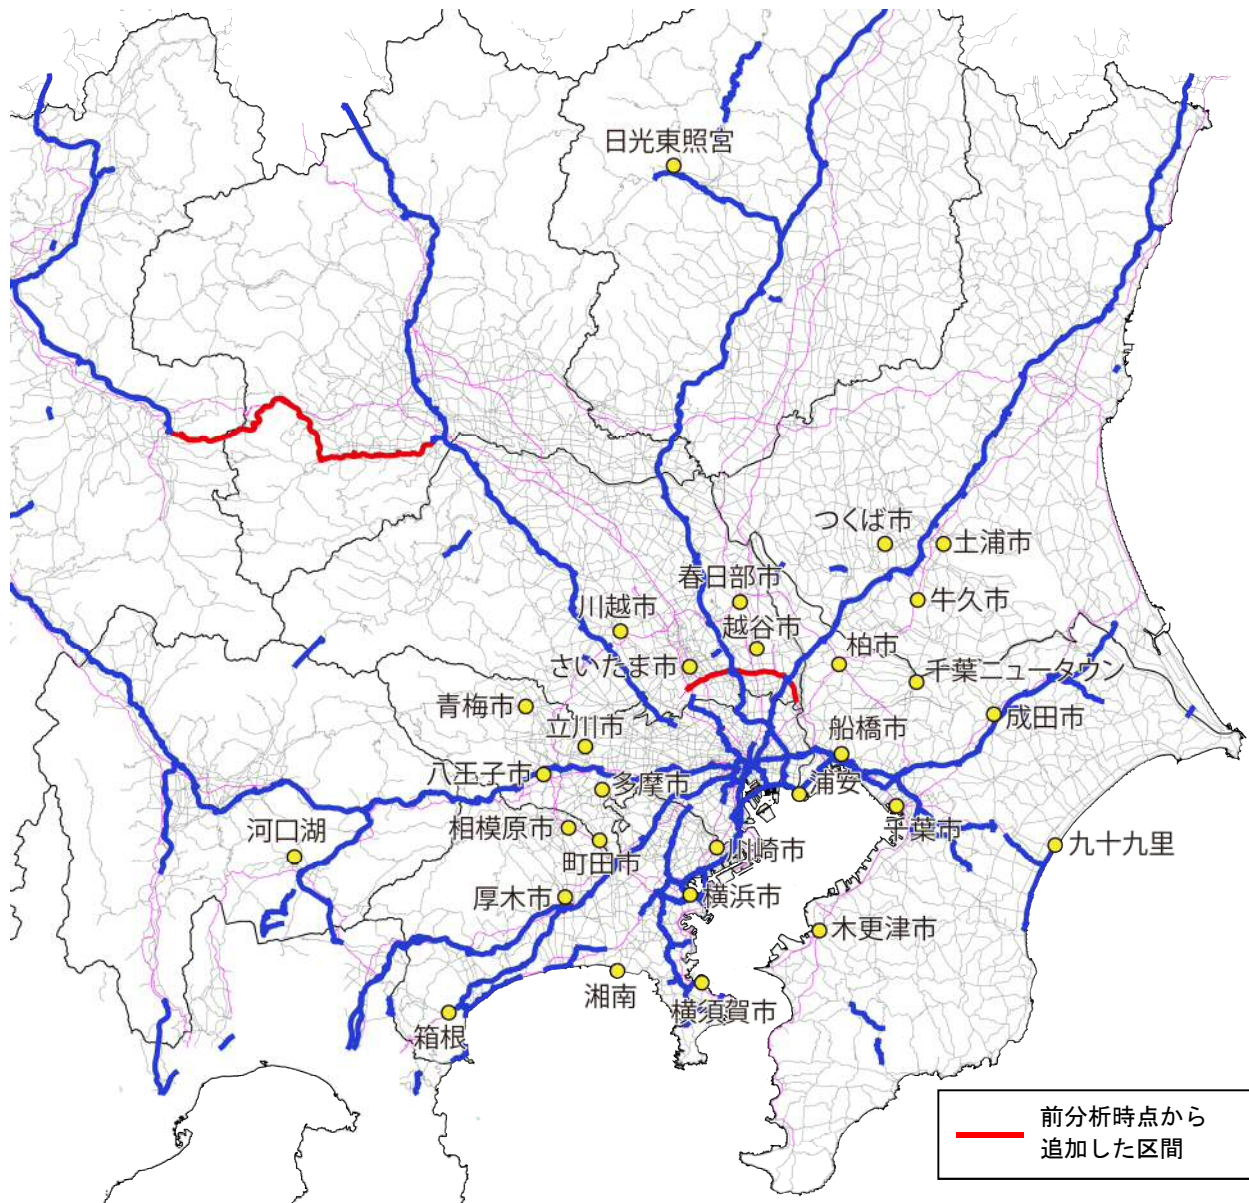 日光東照宮
つくば市
土浦市
春日部市
川越市
牛久市
越谷市
さいたま市
柏市
千葉ニュータウン
青梅市
成田市
立川市
船橋市
八王子市
多摩市
浦安
相模原市
千葉市
河口湖
町田市
川崎市
九十九里
厚木市
横浜市
木更津市
湘南
横須賀市
箱根
前分析時点から
追加した区間